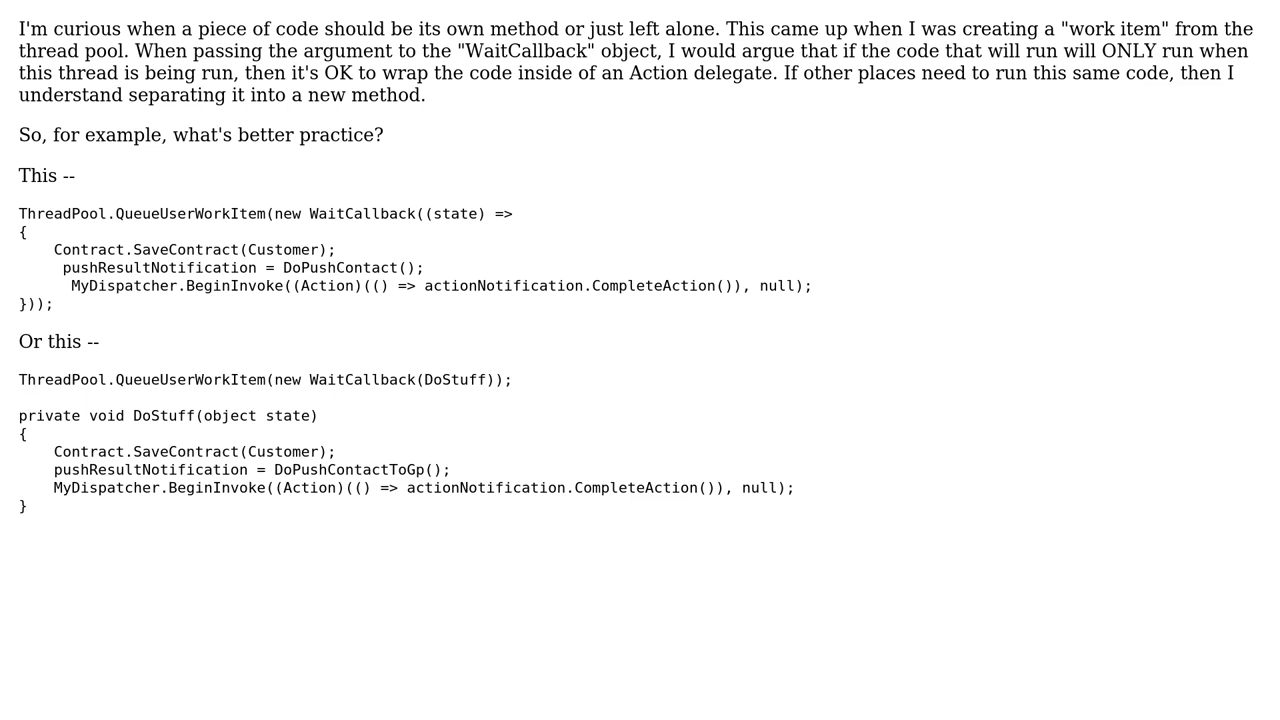 I'm curious when a piece of code should be its own method or just left alone. This came up when I was creating a "work item" from the
thread pool. When passing the argument to the "WaitCallback" object, I would argue that if the code that will run will ONLY run when
this thread is being run, then it's OK to wrap the code inside of an Action delegate. If other places need to run this same code, then I
understand separating it into a new method.
So, for example, what's better practice?
This --
ThreadPool.QueueUserWorkItem(new WaitCallback((state) =>
{
    Contract.SaveContract(Customer);
     pushResultNotification = DoPushContact();
      MyDispatcher.BeginInvoke((Action)(() => actionNotification.CompleteAction()), null);
}));
Or this --
ThreadPool.QueueUserWorkItem(new WaitCallback(DoStuff));
private void DoStuff(object state)
{
    Contract.SaveContract(Customer);
    pushResultNotification = DoPushContactToGp();
    MyDispatcher.BeginInvoke((Action)(() => actionNotification.CompleteAction()), null);
}